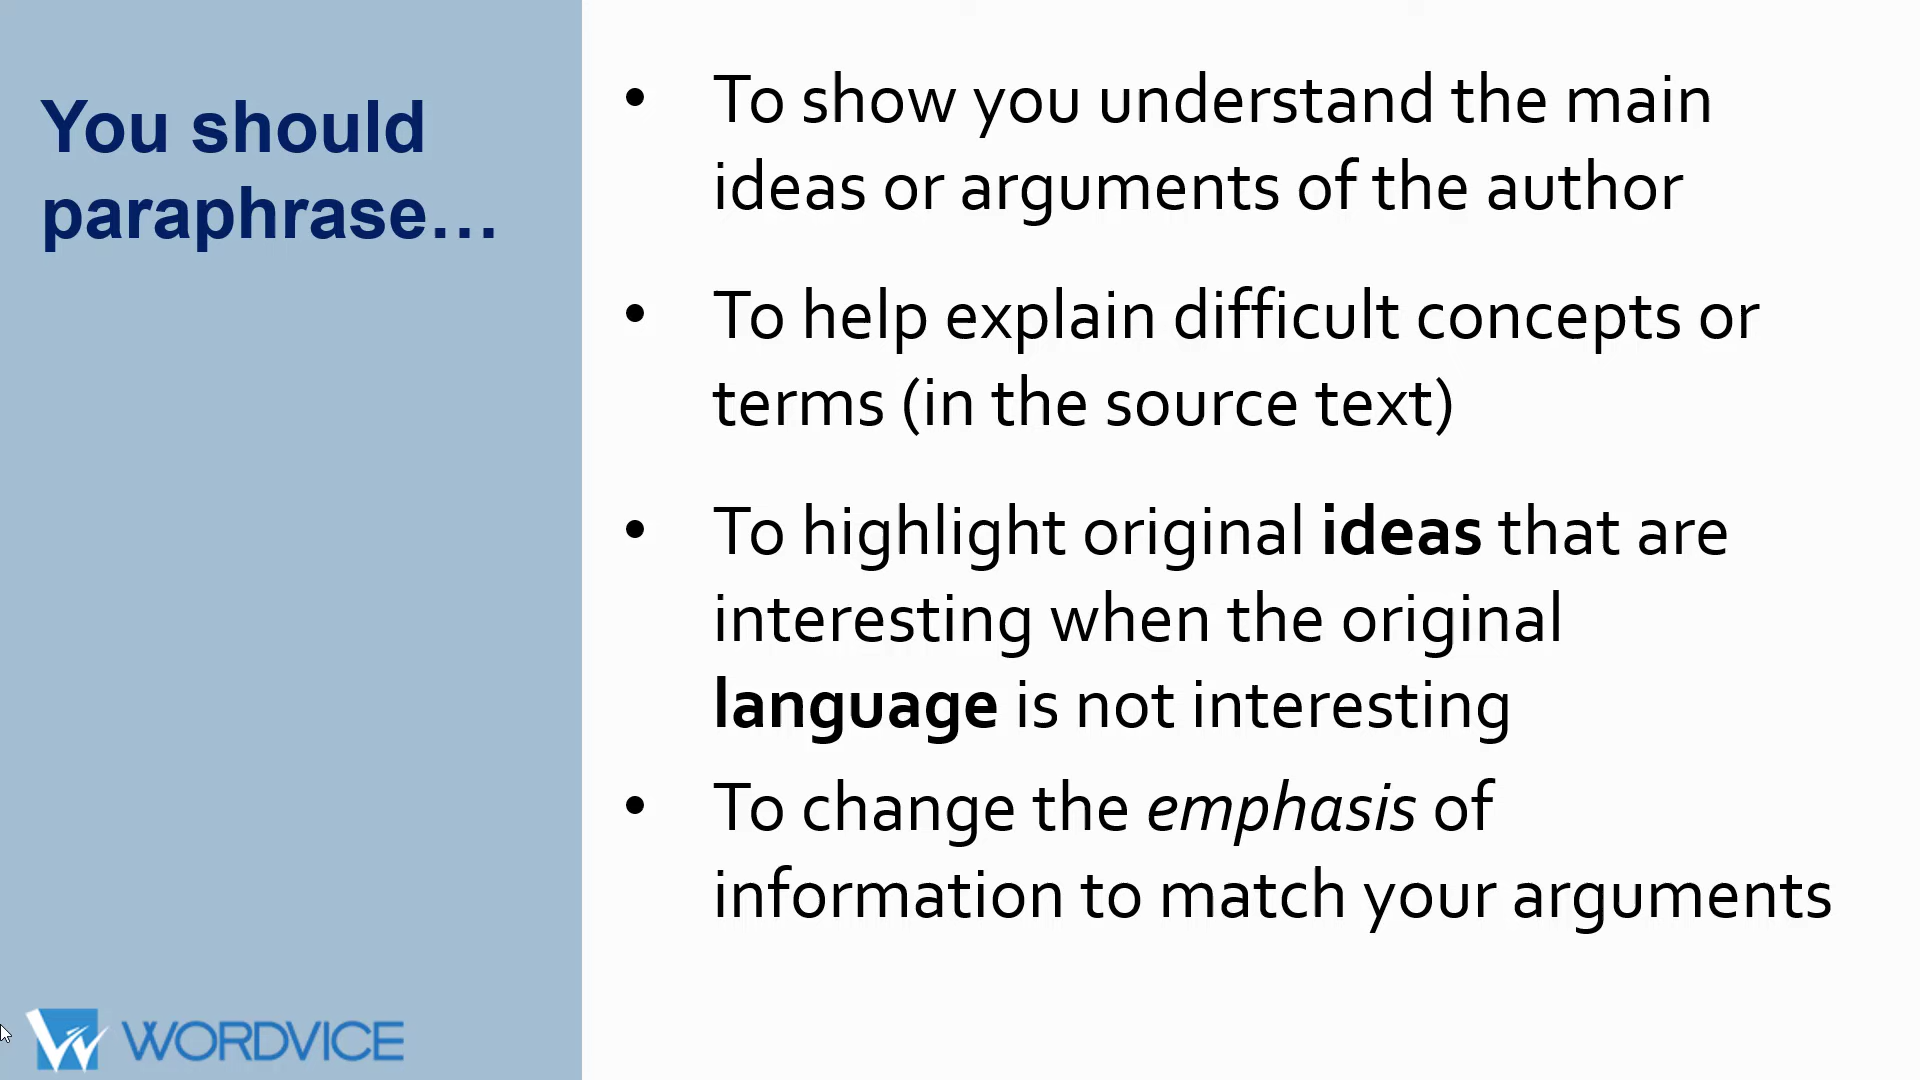 You should
paraphrase...
• To show you understand the main
ideas or arguments of the author
• To help explain difficult concepts or
terms (in the source text)
• To highlight original ideas that are
interesting when the original
language is not interesting
• To change the emphasis of
information to match your arguments
WORDVICE